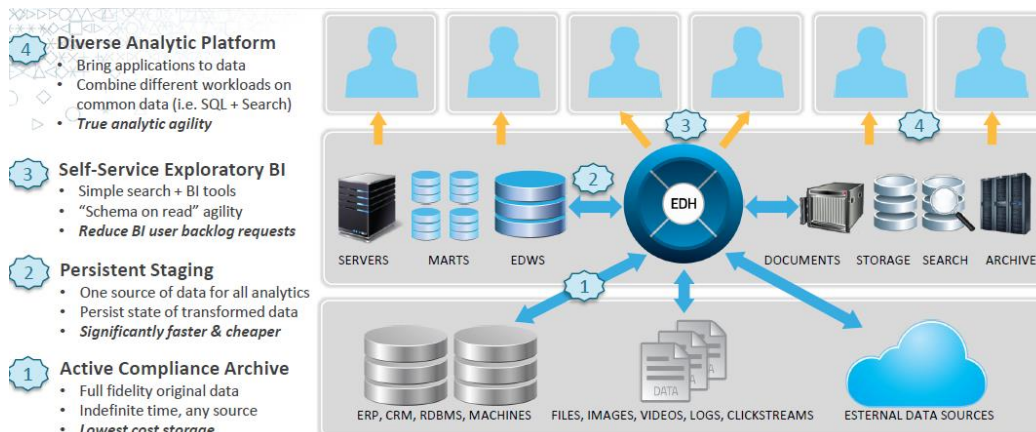 4
Diverse Analytic Platform
• Bring applications to data
• Combine different workloads on
common data (i.e. SQL + Search)
• True analytic agility
3
Self-Service Exploratory BI
• Simple search + BI tools
• “Schema on read” agility
• Reduce BI user backlog requests
2
Persistent Staging
• One source of data for all analytics
• Persist state of transformed data
• Significantly faster & cheaper
1
Active Compliance Archive
• Full fidelity original data
• Indefinite time, any source
• Lowest cost storage
3
4
2
EDH
SERVERS
MARTS
EDWS
DOCUMENTS
STORAGE
SEARCH
ARCHIVE
1
DATA
ERP, CRM, RDBMS, MACHINES
FILES, IMAGES, VIDEOS, LOGS, CLICKSTREAMS
ESTERNAL DATA SOURCES